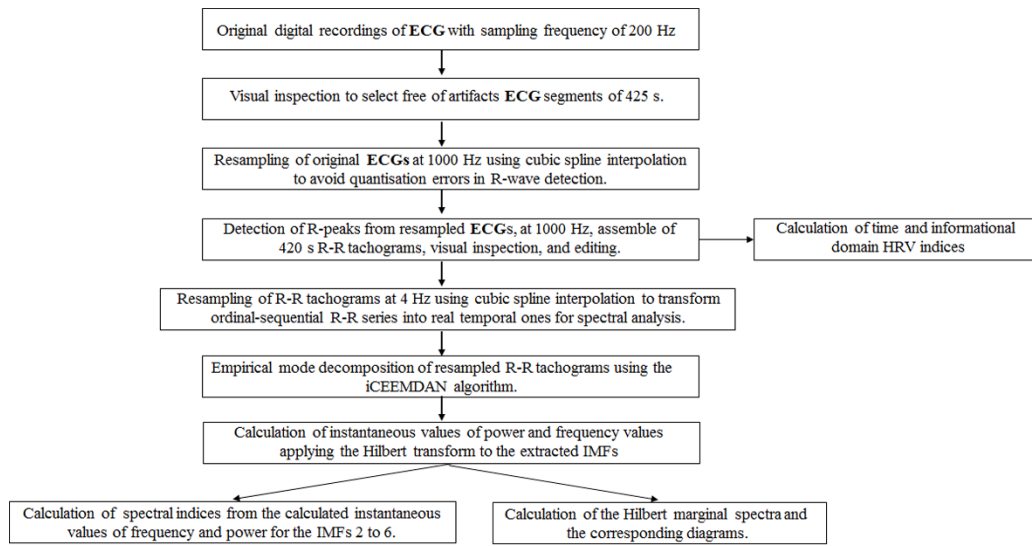 Original digital recordings of ECG with sampling frequency of 200 Hz
Visual inspection to select free of artifacts ECG segments of 425 s.
Resampling of original ECGs at 1000 Hz using cubic spline interpolation
to avoid quantisation errors in R-wave detection.
Detection of R-peaks from resampled ECGs, at 1000 Hz, assemble of
420 s R-R tachograms, visual inspection, and editing.
Calculation of time and informational
domain HRV indices
Resampling of R-R tachograms at 4 Hz using cubic spline interpolation to transform
ordinal-sequential R-R series into real temporal ones for spectral analysis.
Empirical mode decomposition of resampled R-R tachograms using the
iCEEMDAN algorithm.
Calculation of instantaneous values of power and frequency values
applying the Hilbert transform to the extracted IMFs
Calculation of spectral indices from the calculated instantaneous
values of frequency and power for the IMFs 2 to 6.
Calculation of the Hilbert marginal spectra and
the corresponding diagrams.